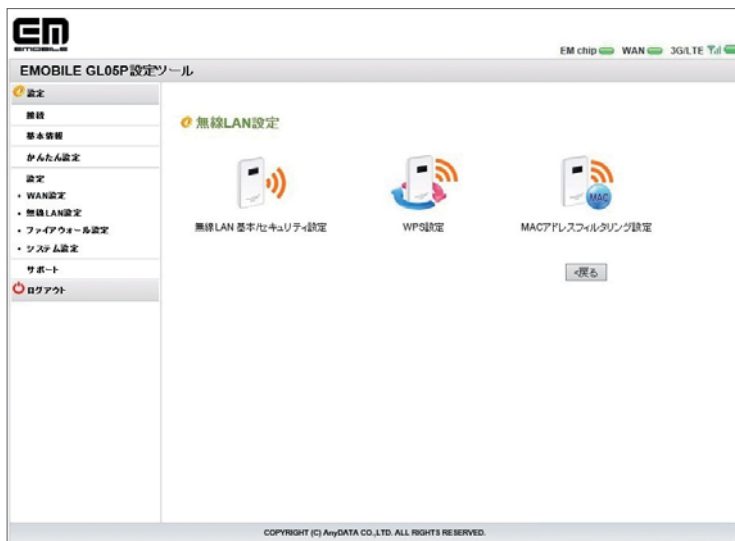 EM
EMOBILE
EM chip WAN 3G/LTE
EMOBILE GL05P設定ツール
設定
接続
基本情報
かんたん設定
設定
・WAN設定
・無線LAN設定
・ファイアウォール設定
・システム設定
サポート
ログアウト
無線LAN設定
無線LAN 基本/セキュリティ設定
WPS設定
MAC
MACアドレスフィルタリング設定
<戻る
COPYRIGHT (C) AnyDATA CO.,LTD. ALL RIGHTS RESERVED.